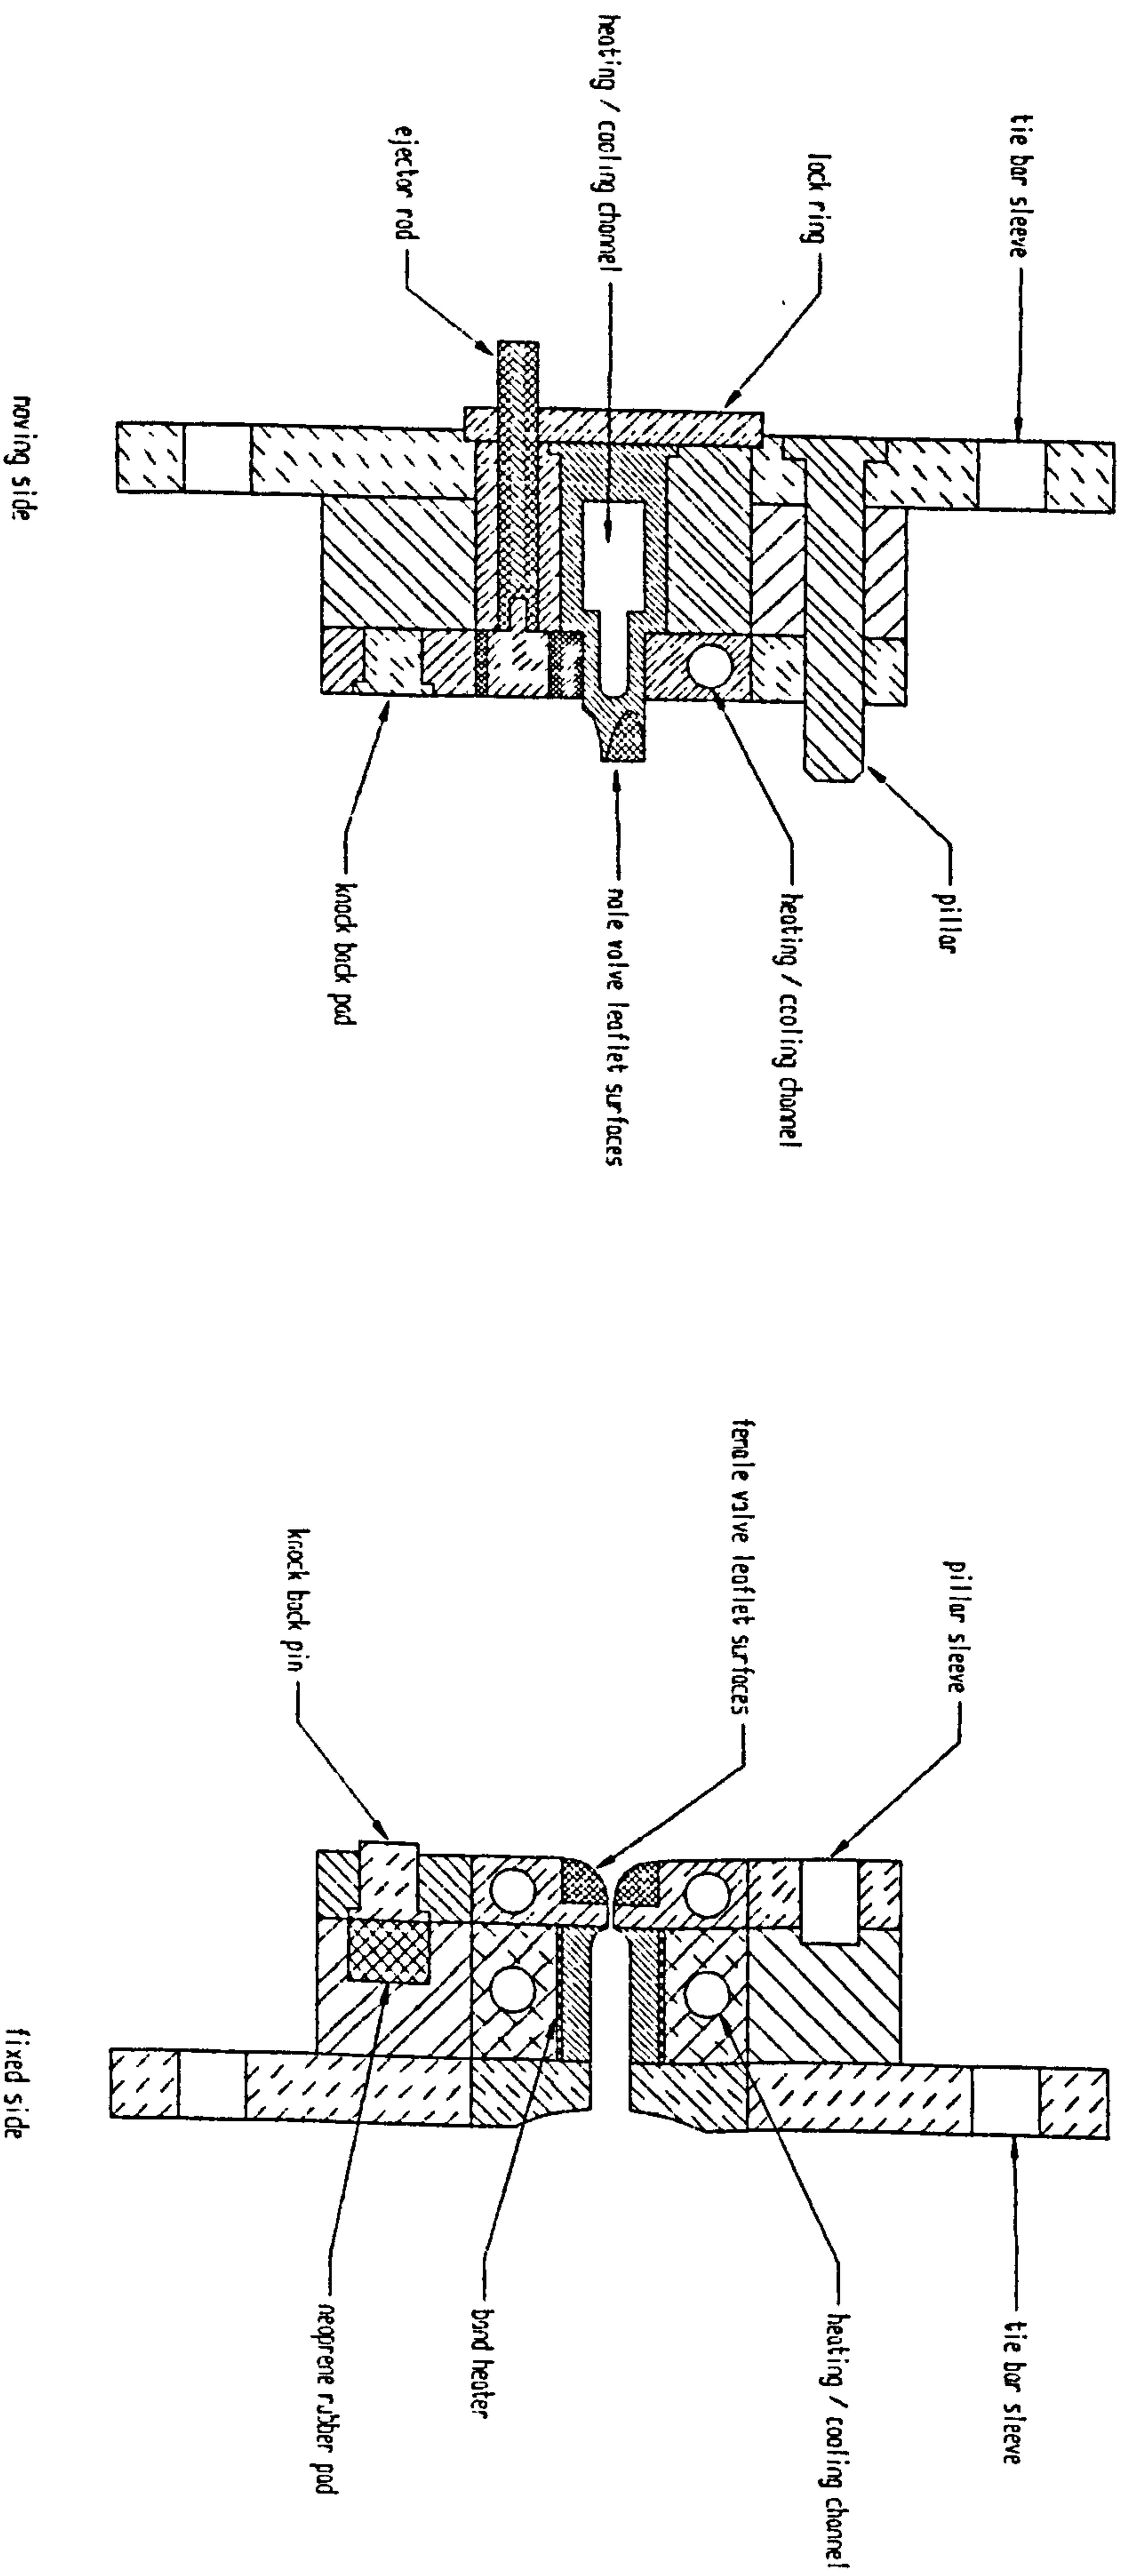 tie bar sleeve
lock ring
heating / cooling channel
ejector rod
pillar
heating / cooling channel
male valve leaflet surfaces
knock back pad
moving side
pillar sleeve
female valve leaflet surfaces
knock back pin
tie bar sleeve
heating / cooling channel
band heater
neoprene rubber pad
fixed side